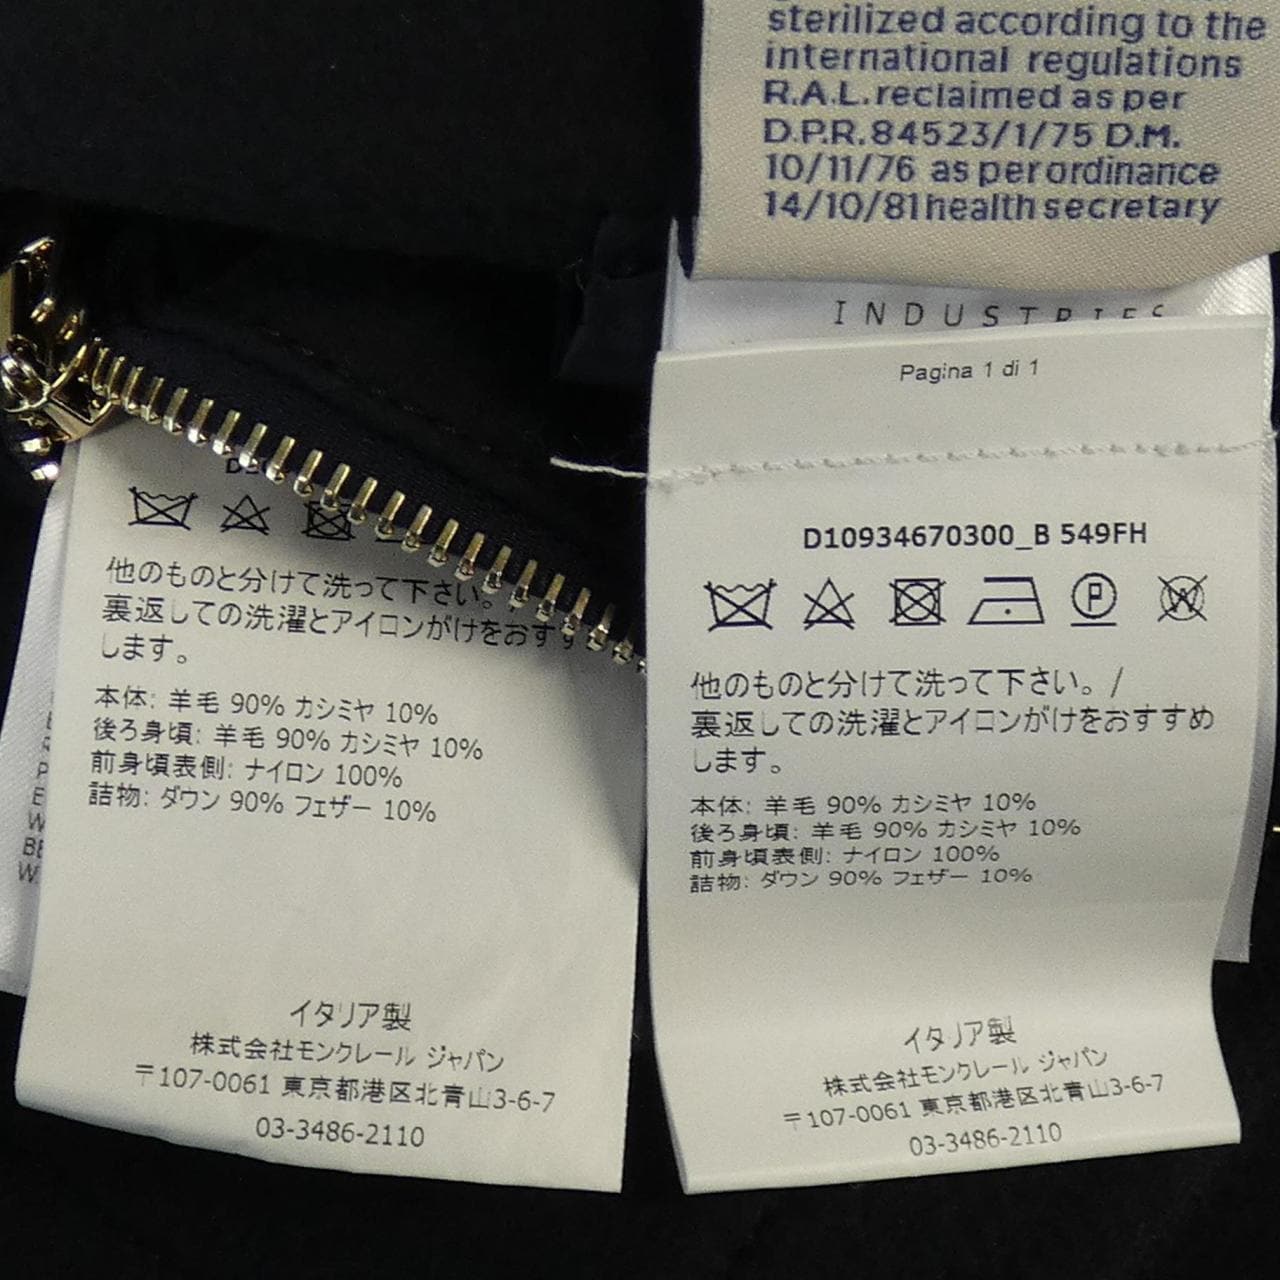 sterilized according to the
international regulations
R.A.L. reclaimed as per
D.P.R. 84523/1/75 D.M.
10/11/76 as per ordinance
14/10/81 health secretary
INDUSTRIES
Pagina 1 di 1
D10934670300_B 549FH
P
W
他のものと分けて洗って下さい。/
裏返しての洗濯とアイロンがけをおすすめ
します。
本体: 羊毛 90% カシミヤ 10%
後ろ身頃: 羊毛 90% カシミヤ 10%
前身頃表側: ナイロン 100%
詰物: ダウン 90% フェザー 10%
イタリア製
株式会社モンクレール ジャパン
〒107-0061 東京都港区北青山3-6-7
03-3486-2110
他のものと分けて洗って下さい。
裏返しての洗濯とアイロンがけをおすす
します。
本体: 羊毛 90% カシミヤ 10%
後ろ身頃: 羊毛 90% カシミヤ 10%
前身頃表側: ナイロン 100%
詰物: ダウン 90% フェザー 10%
イタリア製
株式会社モンクレール ジャパン
〒107-0061 東京都港区北青山3-6-7
03-3486-2110